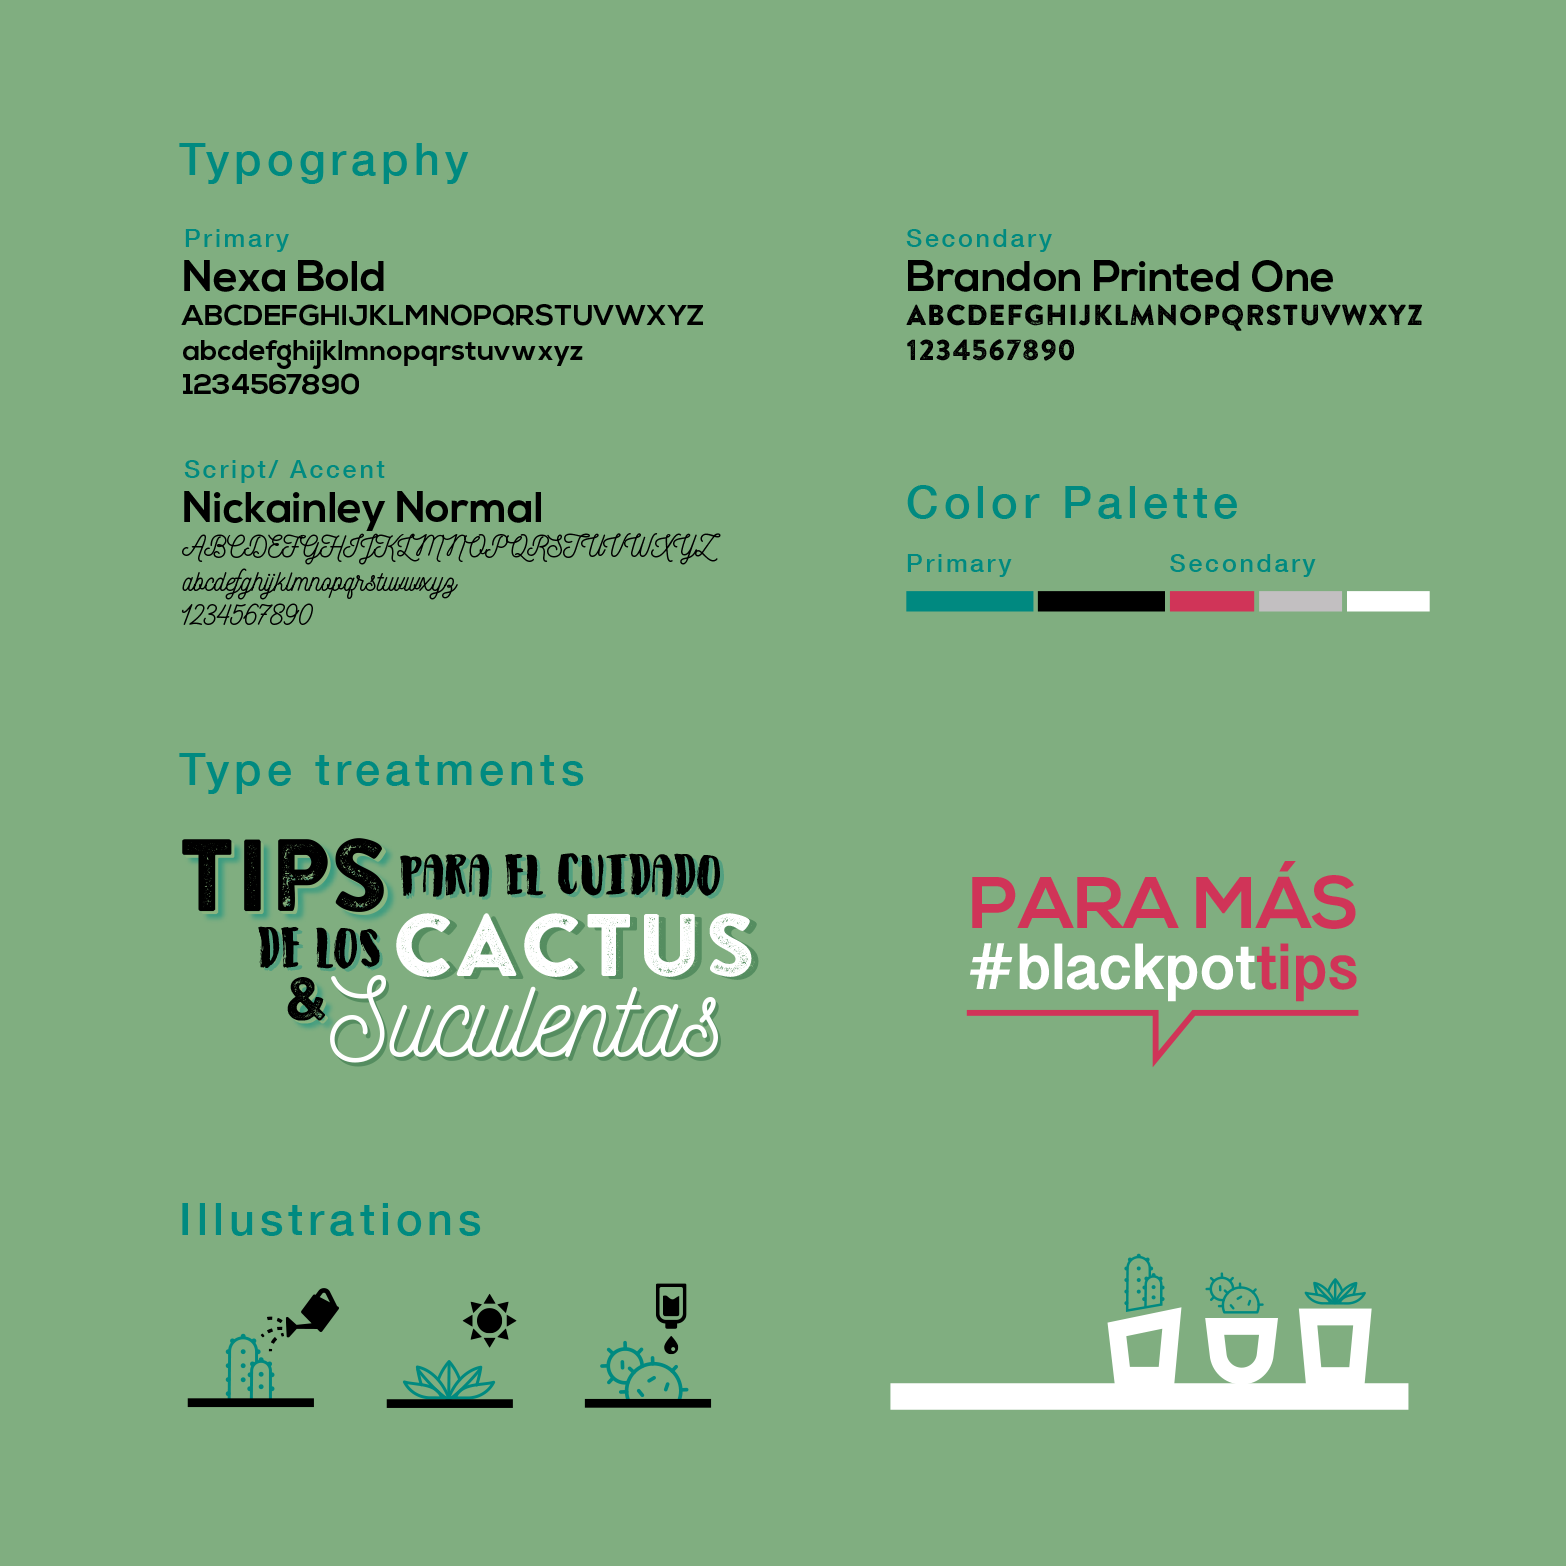 Typography
Primary
Nexa Bold
ABCDEFGHIJKLMNOPQRSTUVWXYZ
abcdefghijklmnopqrstuvwxyz
1234567890
Secondary
Brandon Printed One
ABCDEFGHIJKLMNOPQRSTUVWXYZ
1234567890
Script/ Accent
Nickainley Normal
ABCDEFGHIJKLMNOPQRSTUVWXYZ
abcdefghijklmnopqrstuvwxyz
1234567890
Color Palette
Primary Secondary
Type treatments
TIPS PARA EL CUIDADO
DE LOS CACTUS
& Suculentas
PARA MÁS
#blackpottips
Illustrations